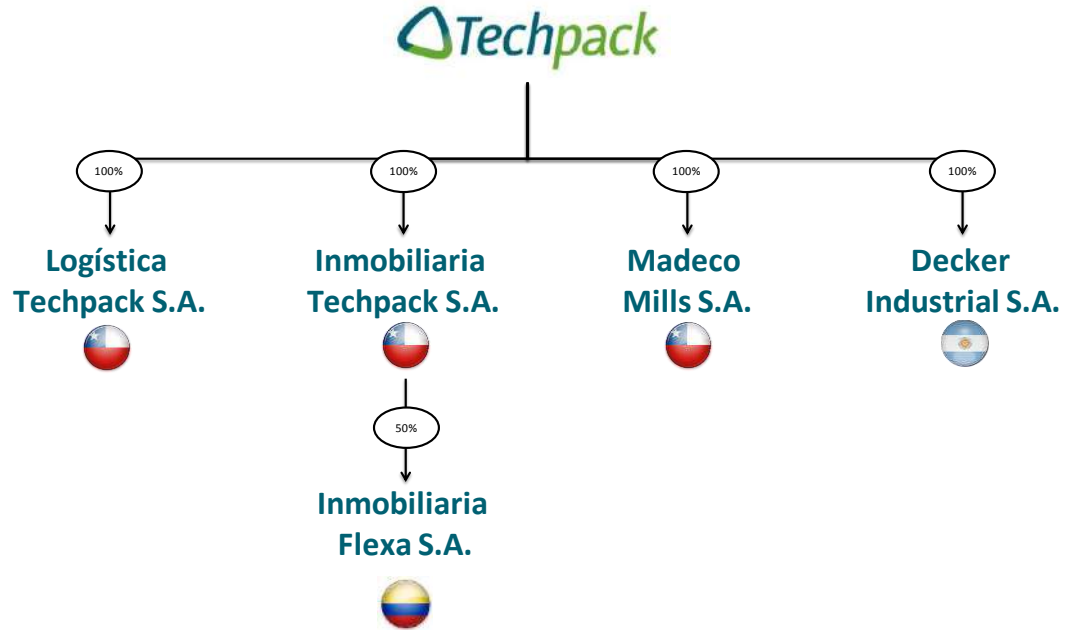 Techpack
100%
100%
100%
100%
Logística
Techpack S.A.
Inmobiliaria
Techpack S.A.
Madeco
Mills S.A.
Decker
Industrial S.A.
50%
Inmobiliaria
Flexa S.A.